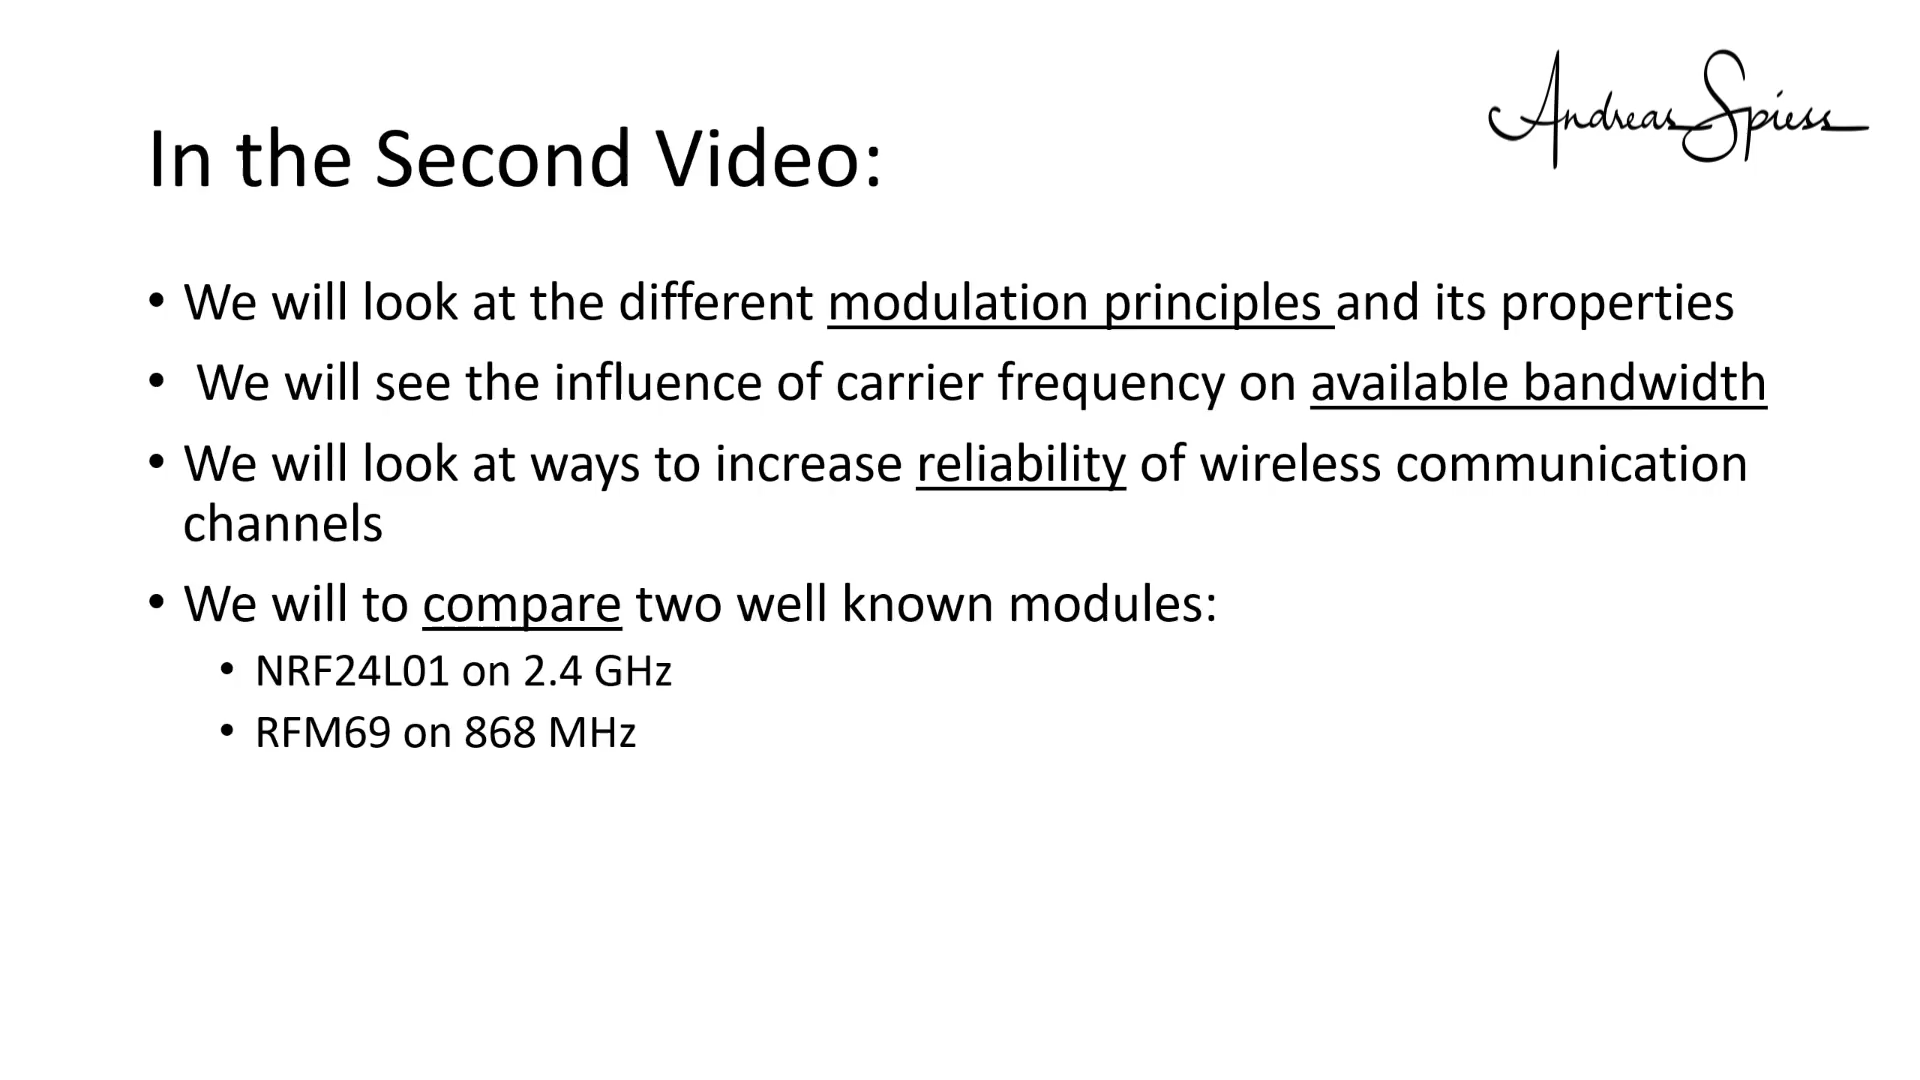 Andreas Spiess
In the Second Video:
• We will look at the different modulation principles and its properties
• We will see the influence of carrier frequency on available bandwidth
• We will look at ways to increase reliability of wireless communication
channels
• We will to compare two well known modules:
• NRF24L01 on 2.4 GHz
• RFM69 on 868 MHz